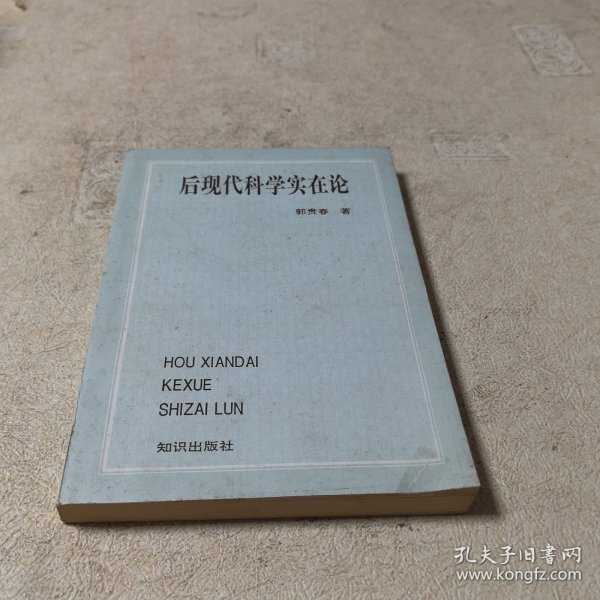 后现代科学实在论
郭贵春 著
HOU XIANDAI
KEXUE
SHIZAI LUN
知识出版社
孔夫子旧書网
www.kongfz.com